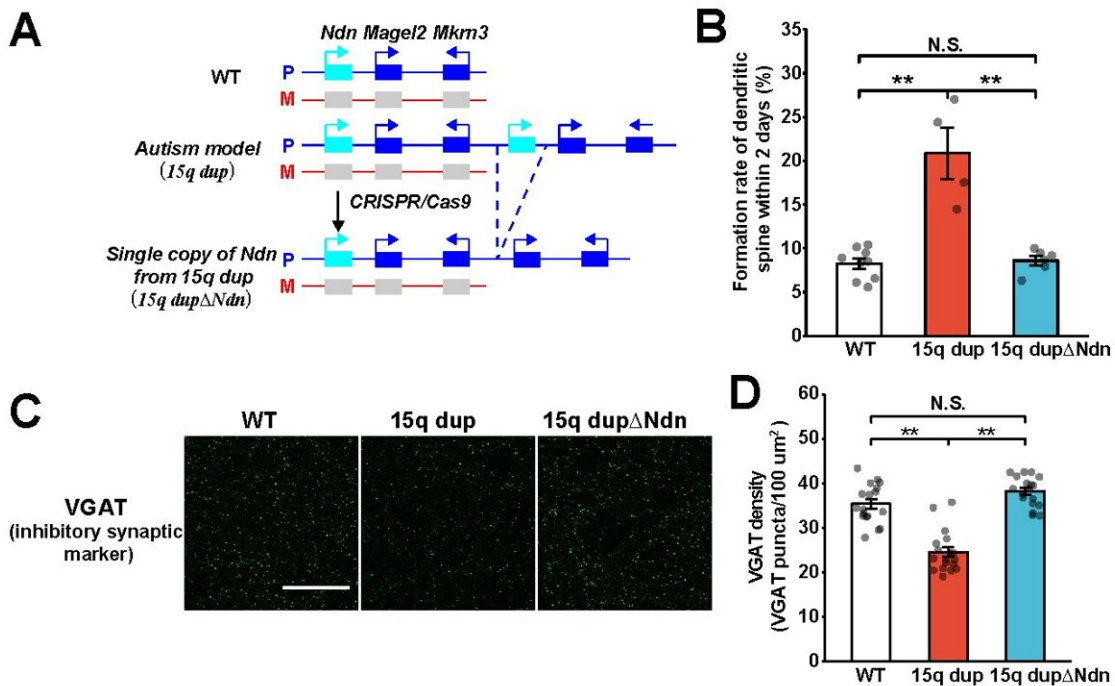 A
Ndn Magel2 Mkrn3
WT
P
M
Autism model
(15q dup)
P
M
CRISPR/Cas9
Single copy of Ndn
from 15q dup
(15q dupΔNdn)
P
M
B
Formation rate of dendritic
spine within 2 days (%)
35
30
25
20
15
10
5
0
N.S.
** **
WT 15q dup 15q dupΔNdn
C
WT 15q dup 15q dupΔNdn
VGAT
(inhibitory synaptic
marker)
D
VGAT density
(VGAT puncta/100 um²)
60
50
40
30
20
10
0
N.S.
** **
WT 15q dup 15q dupΔNdn